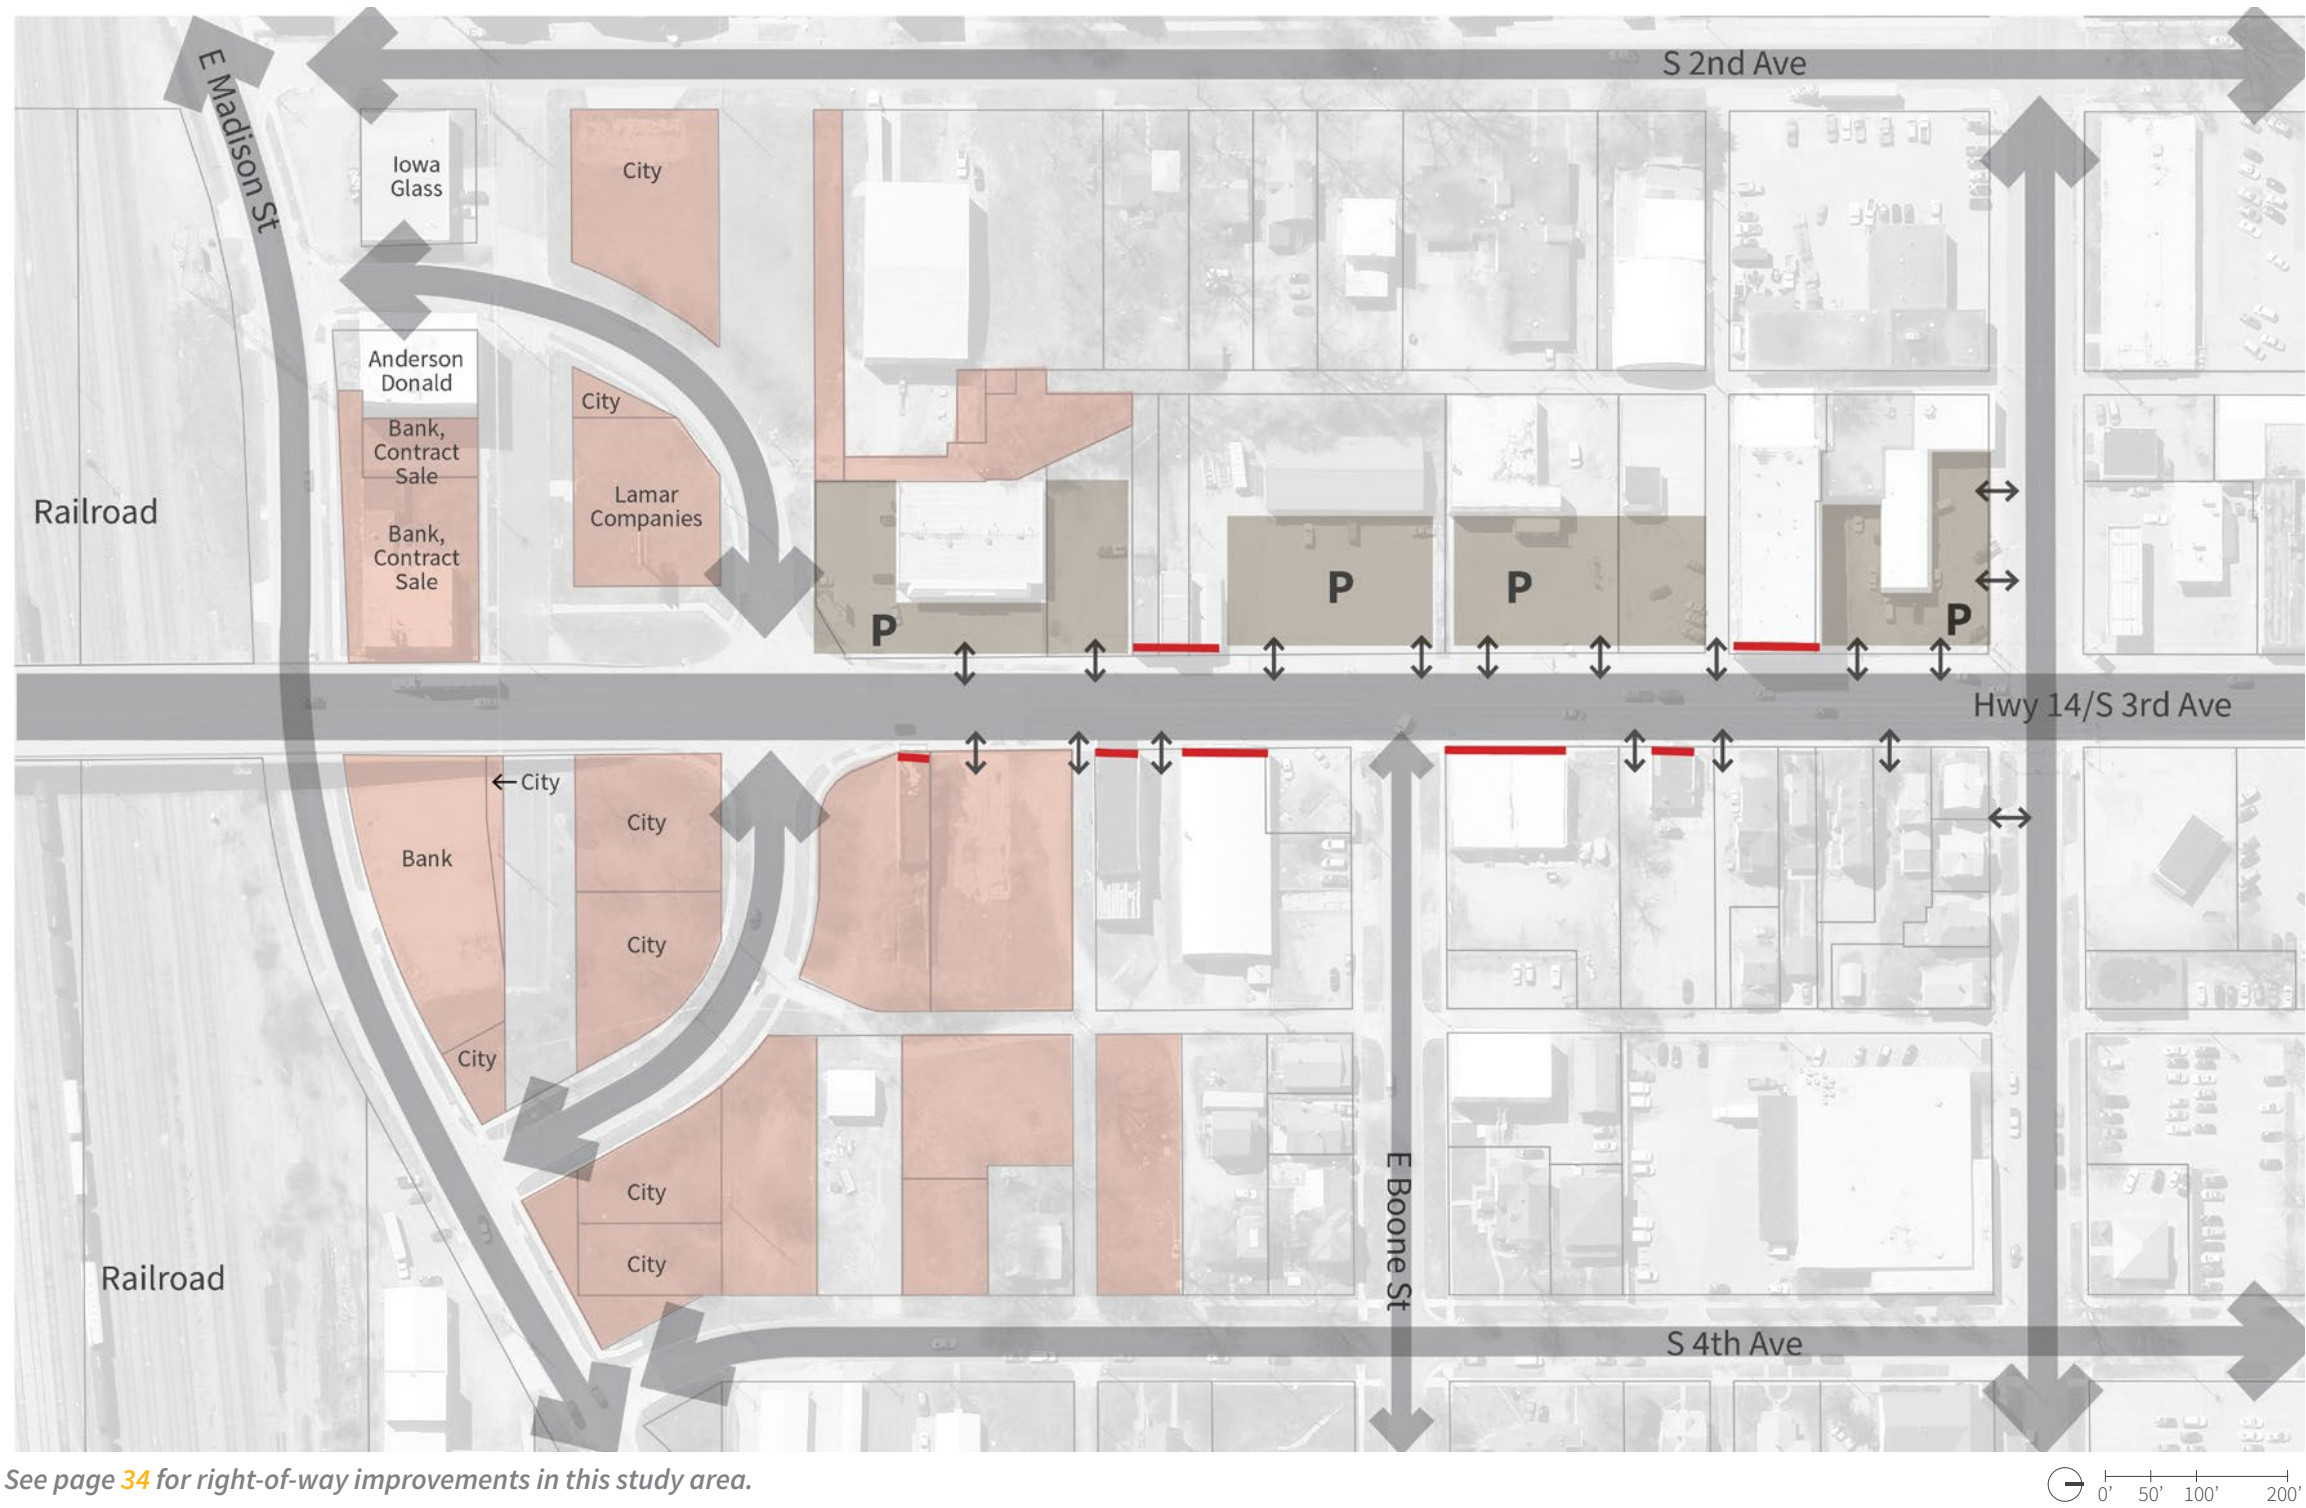 S 2nd Ave
E Madison St
Iowa
Glass
City
Anderson
Donald
City
Bank,
Contract
Sale
Lamar
Companies
Bank,
Contract
Sale
Railroad
P
P
P
P
Hwy 14/S 3rd Ave
←City
City
Bank
City
City
City
City
E Boone St
Railroad
S 4th Ave
See page 34 for right-of-way improvements in this study area.
0' 50' 100' 200'